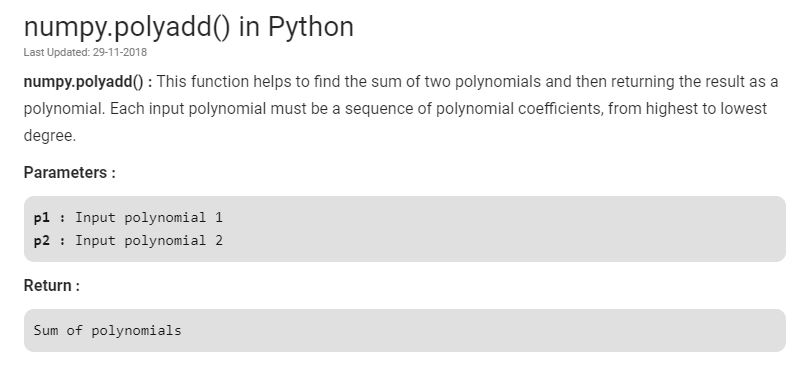 numpy.polyadd() in Python
Last Updated: 29-11-2018
numpy.polyadd() : This function helps to find the sum of two polynomials and then returning the result as a
polynomial. Each input polynomial must be a sequence of polynomial coefficients, from highest to lowest
degree.
Parameters :
p1 : Input polynomial 1
p2 : Input polynomial 2
Return :
Sum of polynomials